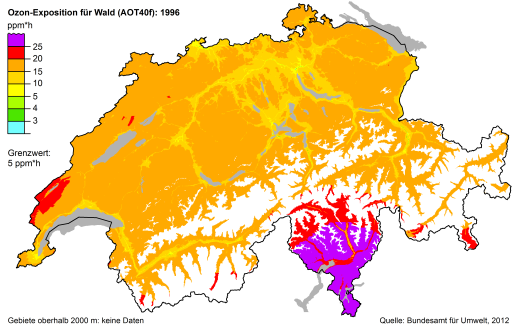 Ozon-Exposition für Wald (AOT40f): 1996
ppm*h
25
20
15
10
5
4
3
Grenzwert:
5 ppm*h
Gebiete oberhalb 2000 m: keine Daten
Quelle: Bundesamt für Umwelt, 2012